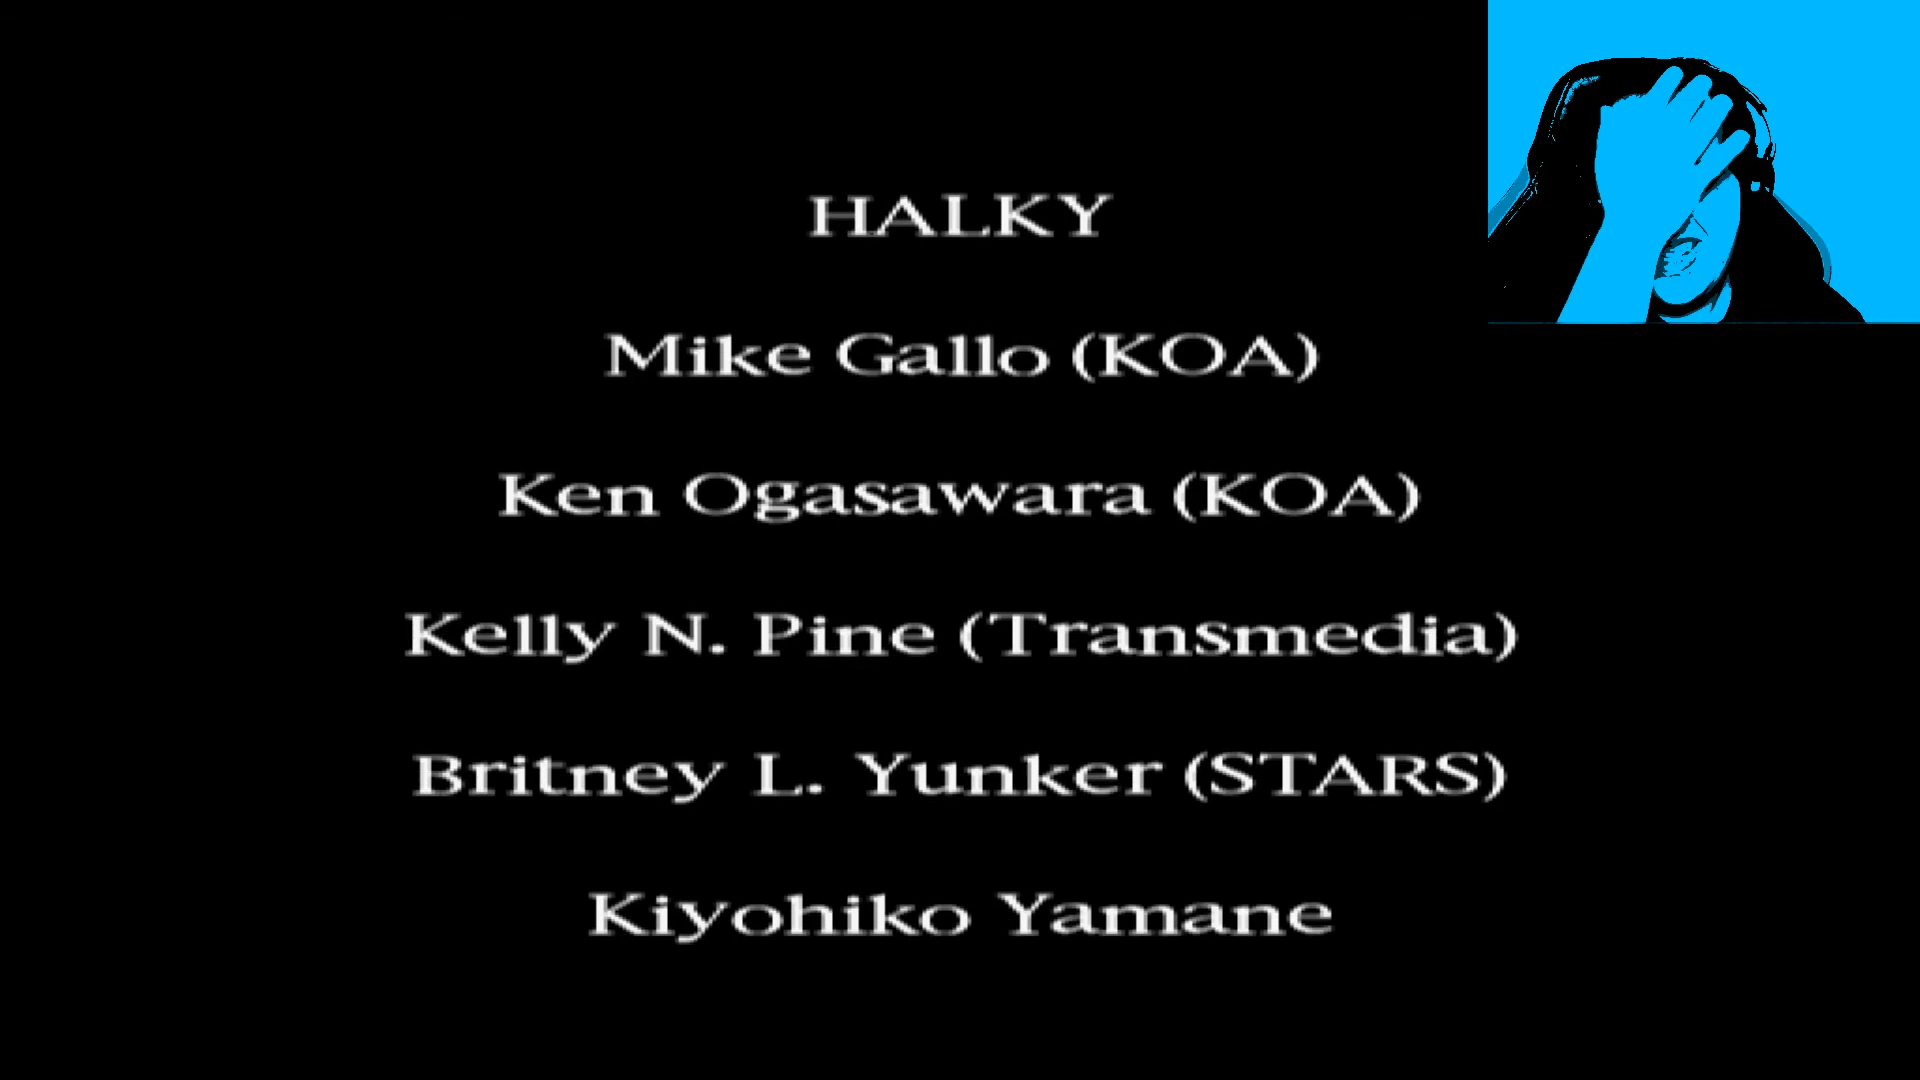 HALKY
Mike Gallo (KOA)
Ken Ogasawara (KOA)
Kelly N. Pine (Transmedia)
Britney L. Yunker (STARS)
Kiyohiko Yamane